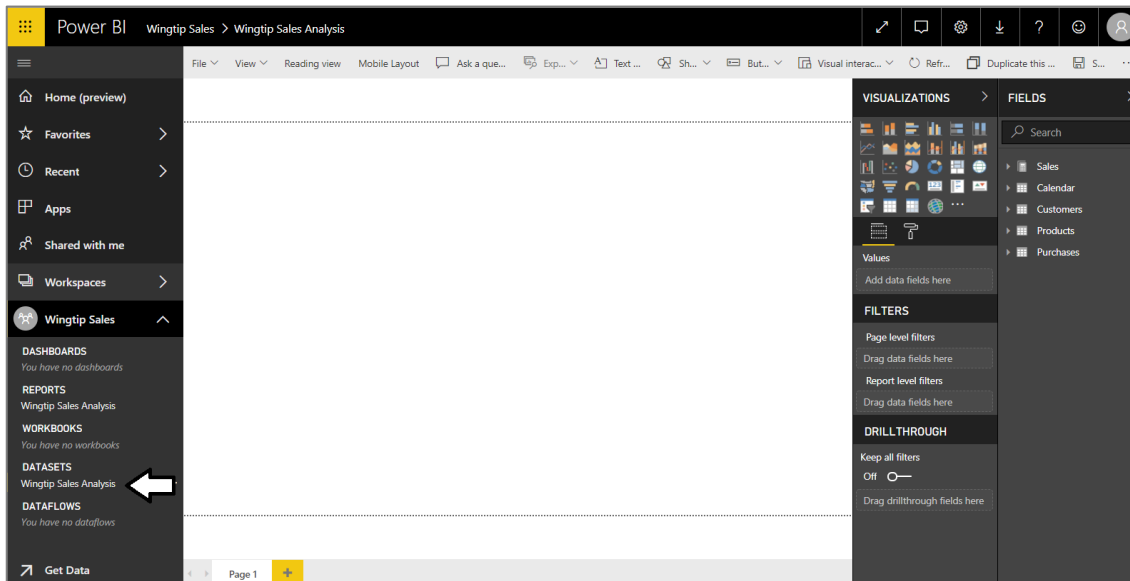 Power BI Wingtip Sales > Wingtip Sales Analysis
File View Reading view Mobile Layout Ask a que... Exp... Text ... Sh... But... Visual interac... Refr... Duplicate this ... S... ...
Home (preview)
Favorites
Recent
Apps
Shared with me
Workspaces
Wingtip Sales
DASHBOARDS
You have no dashboards
REPORTS
Wingtip Sales Analysis
WORKBOOKS
You have no workbooks
DATASETS
Wingtip Sales Analysis
DATAFLOWS
You have no dataflows
Get Data
Page 1
VISUALIZATIONS
Values
Add data fields here
FILTERS
Page level filters
Drag data fields here
Report level filters
Drag data fields here
DRILLTHROUGH
Keep all filters
Off
Drag drillthrough fields here
FIELDS
Search
Sales
Calendar
Customers
Products
Purchases